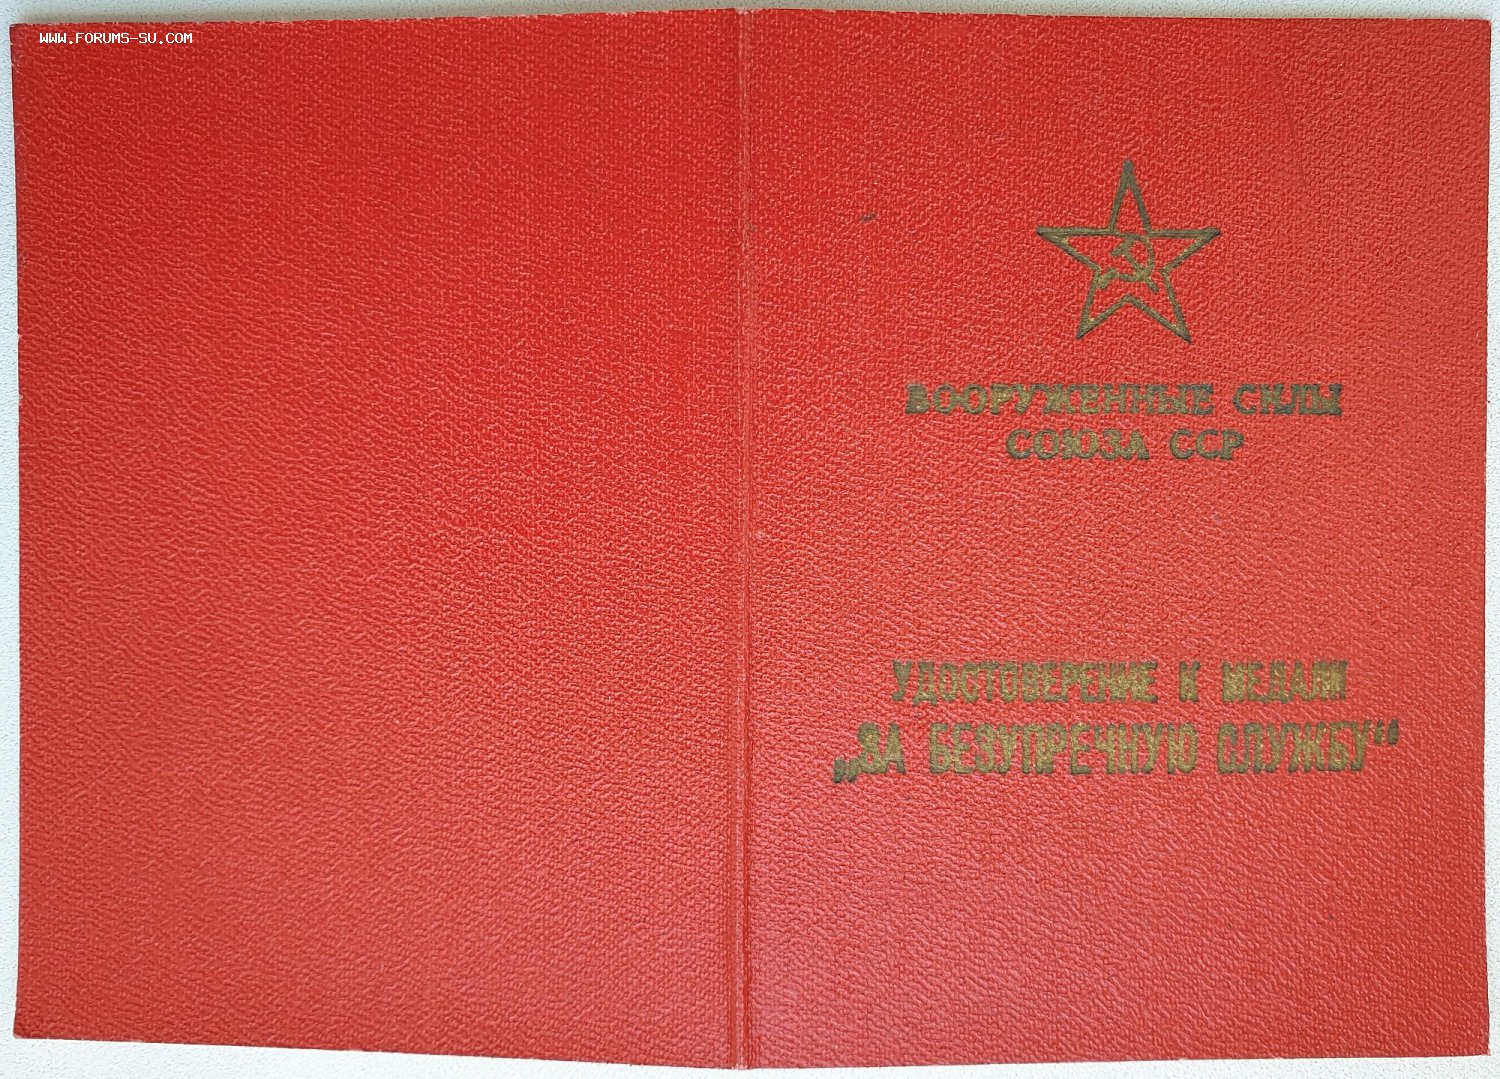 WWW.FORUMS-SU.COM
ВООРУЖЕННЫЕ СИЛЫ
СОЮЗА ССР
УДОСТОВЕРЕНИЕ К МЕДАЛИ
„ЗА БЕЗУПРЕЧНУЮ СЛУЖБУ“